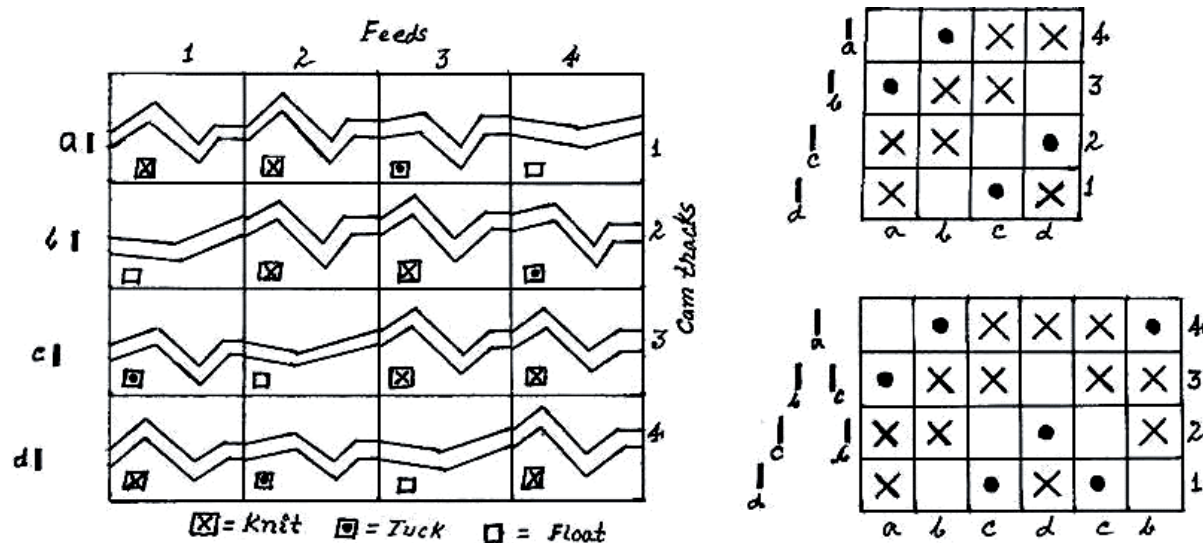 Feeds
1 2 3 4
a 1
b 2
c 3
d 4
Cam tracks
= Knit = Tuck = Float
a 4
b 3
c 2
d 1
a b c d
a 4
b c 3
c b 2
d 1
a b c d c b